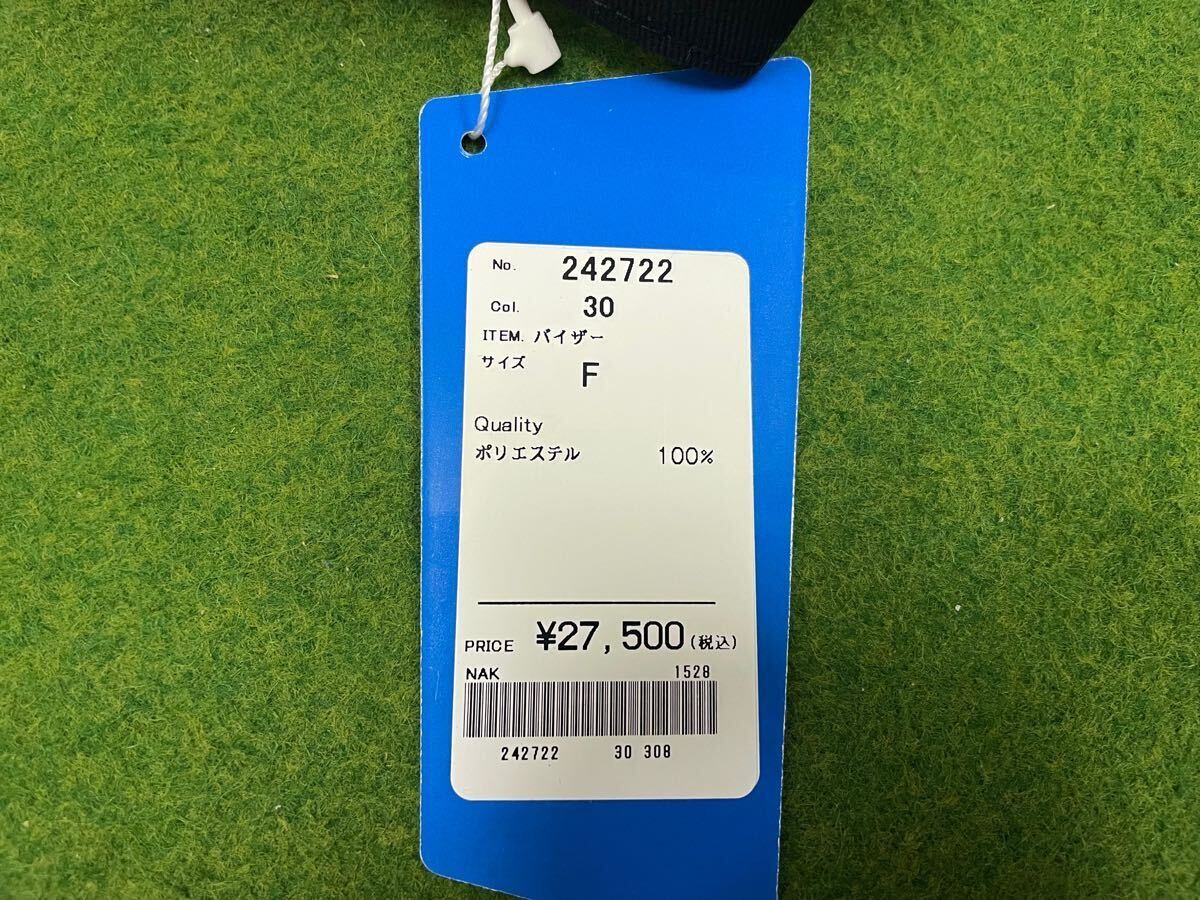 No. 242722
Col. 30
ITEM. バイザー
サイズ F
Quality
ポリエステル 100%
PRICE ¥27,500(税込)
NAK 1528
242722 30 308